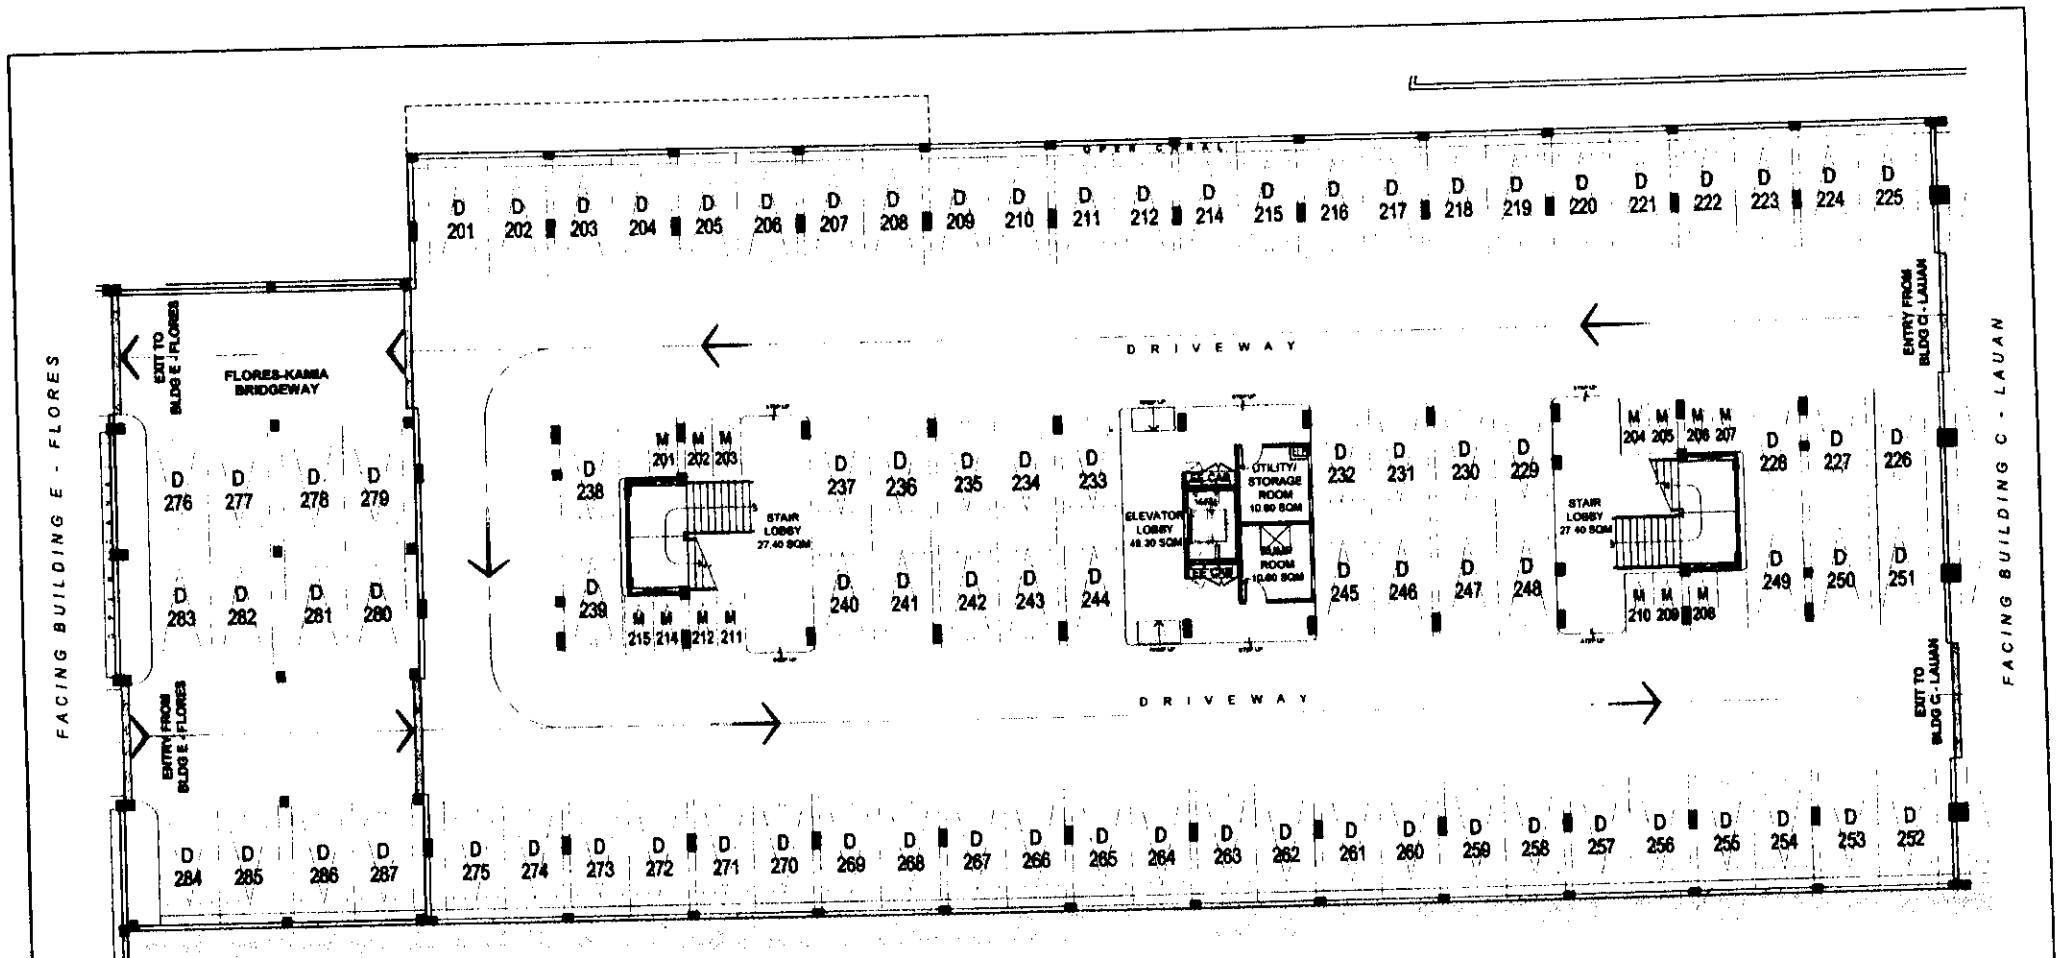 OPEN CANAL
D D D D D D D D D D D D D D D D D D D D D D D D
201 202 203 204 205 206 207 208 209 210 211 212 214 215 216 217 218 219 220 221 222 223 224 225
EXIT TO
BLDG E - FLORES
FLORES-KAMIA
BRIDGEWAY
DRIVEWAY
ENTRY FROM
BLDG C - LAUAN
FACING BUILDING E - FLORES
FACING BUILDING C - LAUAN
D D D D
276 277 278 279
D
238
M M M
201 202 203
D D D D D
237 236 235 234 233
D D D D
232 231 230 229
M M M M
204 205 206 207
D D D
228 227 226
STAIR
LOBBY
27.40 SQM
ELEVATOR
LOBBY
UTILITY/
STORAGE
ROOM
10.80 SQM
PUMP
ROOM
10.80 SQM
STAIR
LOBBY
27.40 SQM
D D D D
283 282 281 280
D
239
M M M M
215 214 212 211
D D D D D
240 241 242 243 244
D D D D
245 246 247 248
M M M
210 209 208
D D D
249 250 251
ENTRY FROM
BLDG E - FLORES
DRIVEWAY
EXIT TO
BLDG C - LAUAN
D D D D D D D D D D D D D D D D D D D D D D D D D D D D
284 285 286 287 275 274 273 272 271 270 269 268 267 266 265 264 263 262 261 260 259 258 257 256 255 254 253 252